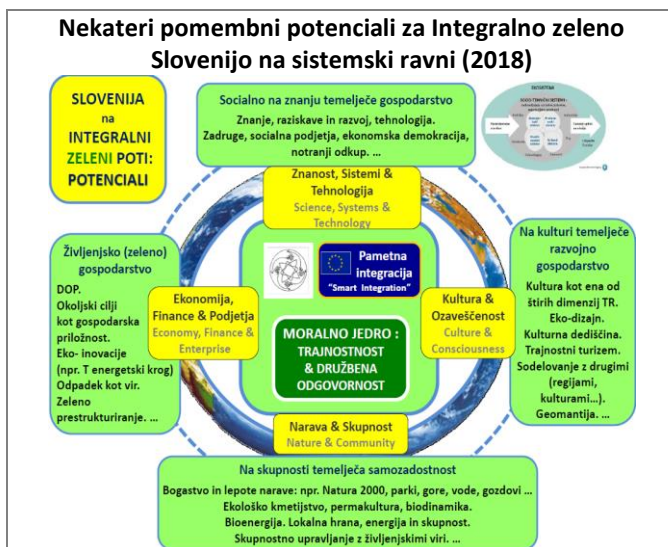 Nekateri pomembni potenciali za Integralno zeleno
Slovenijo na sistemski ravni (2018)
SLOVENIJA
na
INTEGRALNI
ZELENI POTI:
POTENCIALI
Socialno na znanju temelječe gospodarstvo
Znanje, raziskave in razvoj, tehnologija.
Zadruge, socialna podjetja, ekonomska demokracija,
notranji odkup. ...
Znanost, Sistemi &
Tehnologija
Science, Systems &
Technology
Življenjsko (zeleno)
gospodarstvo
DOP.
Okoljski cilji
kot gospodarska
priložnost.
Eko- inovacije
(npr. T energetski krog)
Odpadek kot vir.
Zeleno
prestrukturiranje. ...
Ekonomija,
Finance & Podjetja
Economy, Finance &
Enterprise
Pametna
integracija
"Smart Integration"
MORALNO JEDRO :
TRAJNOSTNOST
& DRUŽBENA
ODGOVORNOST
Kultura &
Ozaveščenost
Culture &
Consciousness
Na kulturi temelječe
razvojno
gospodarstvo
Kultura kot ena od
štirih dimenzij TR.
Eko-dizajn.
Kulturna dediščina.
Trajnostni turizem.
Sodelovanje z drugimi
(regijami,
kulturami...).
Geomantija. ...
Narava & Skupnost
Nature & Community
Na skupnosti temelječa samozadostnost
Bogastvo in lepote narave: npr. Natura 2000, parki, gore, vode, gozdovi ...
Ekološko kmetijstvo, permakultura, biodinamika.
Bioenergija. Lokalna hrana, energija in skupnost.
Skupnostno upravljanje z življenjskimi viri. ...